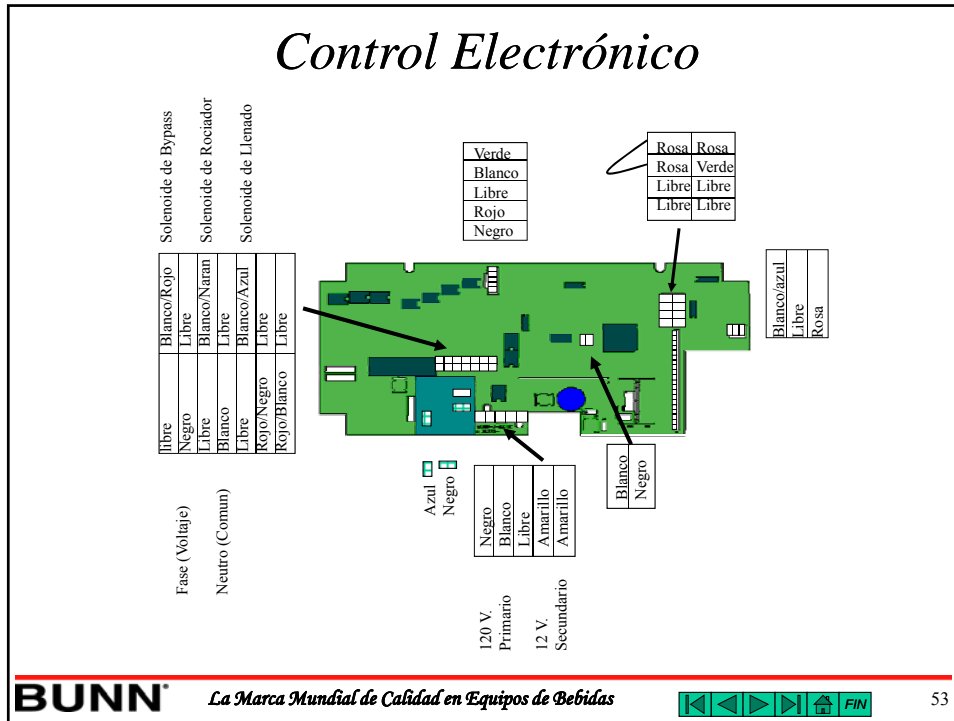 Control Electrónico
Solenoide de Bypass
Solenoide de Rociador
Solenoide de Llenado
Blanco/Rojo
Libre
Blanco/Naran
Libre
Blanco/Azul
Libre
Libre
libre
Negro
Libre
Blanco
Libre
Rojo/Negro
Rojo/Blanco
Fase (Voltaje)
Neutro (Comun)
Verde
Blanco
Libre
Rojo
Negro
Rosa Rosa
Rosa Verde
Libre Libre
Libre Libre
Blanco/azul
Libre
Rosa
Azul
Negro
Negro
Blanco
Libre
Amarillo
Amarillo
Blanco
Negro
120 V.
Primario
12 V.
Secundario
BUNN®
La Marca Mundial de Calidad en Equipos de Bebidas
FIN
53